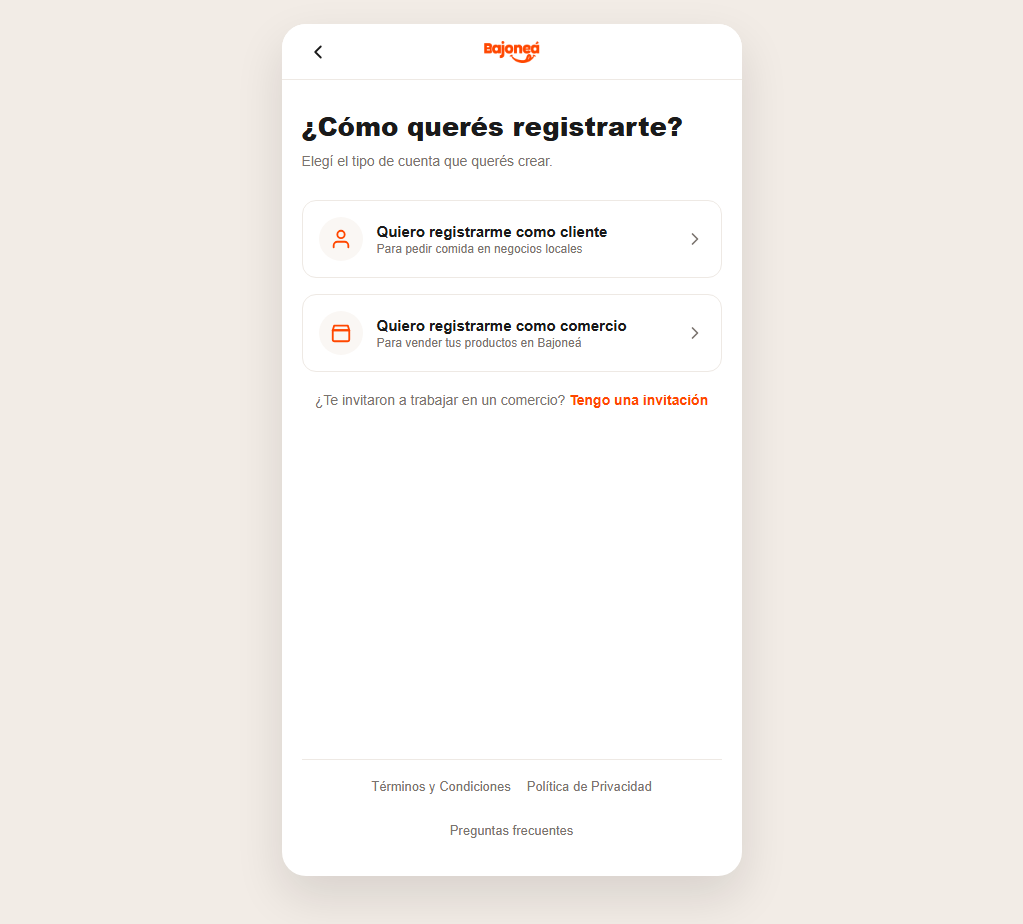 Bajoneá
¿Cómo querés registrarte?
Elegí el tipo de cuenta que querés crear.
Quiero registrarme como cliente
Para pedir comida en negocios locales
Quiero registrarme como comercio
Para vender tus productos en Bajoneá
¿Te invitaron a trabajar en un comercio? Tengo una invitación
Términos y Condiciones Política de Privacidad
Preguntas frecuentes